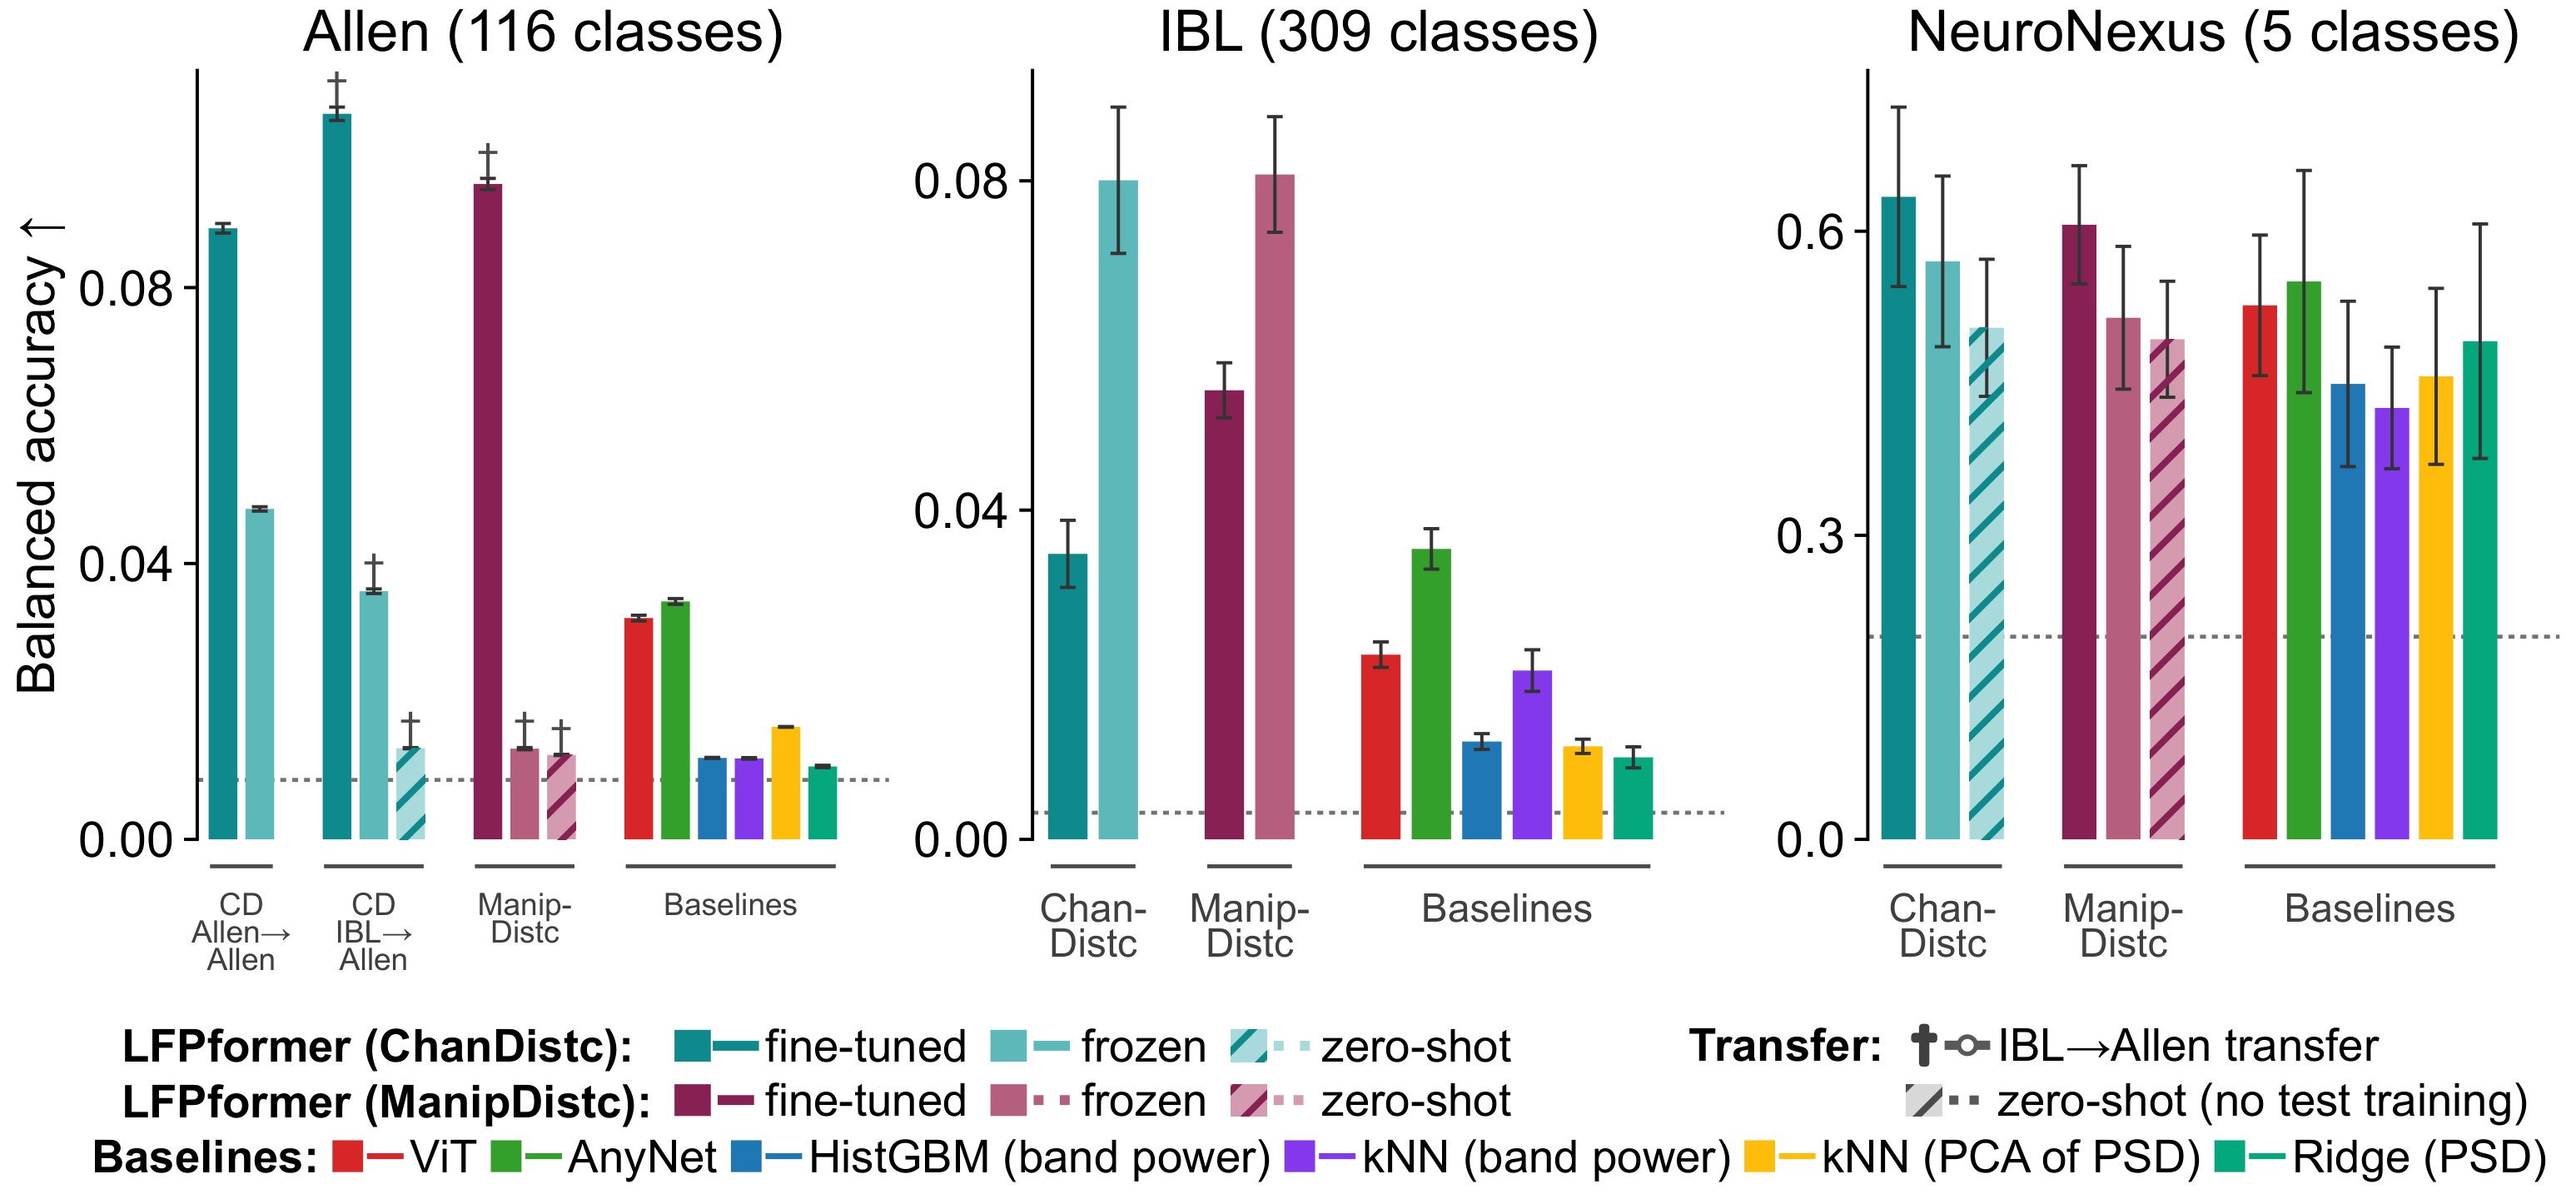 Allen (116 classes)
IBL (309 classes)
NeuroNexus (5 classes)
Balanced accuracy ↑
0.08
0.04
0.00
†
†
†
†
†
†
CD
Allen→
Allen
CD
IBL→
Allen
Manip-
Distc
Baselines
0.08
0.04
0.00
Chan-
Distc
Manip-
Distc
Baselines
0.6
0.3
0.0
Chan-
Distc
Manip-
Distc
Baselines
LFPformer (ChanDistc): fine-tuned frozen zero-shot
LFPformer (ManipDistc): fine-tuned frozen zero-shot
Transfer: † IBL→Allen transfer
zero-shot (no test training)
Baselines: ViT AnyNet HistGBM (band power) kNN (band power) kNN (PCA of PSD) Ridge (PSD)